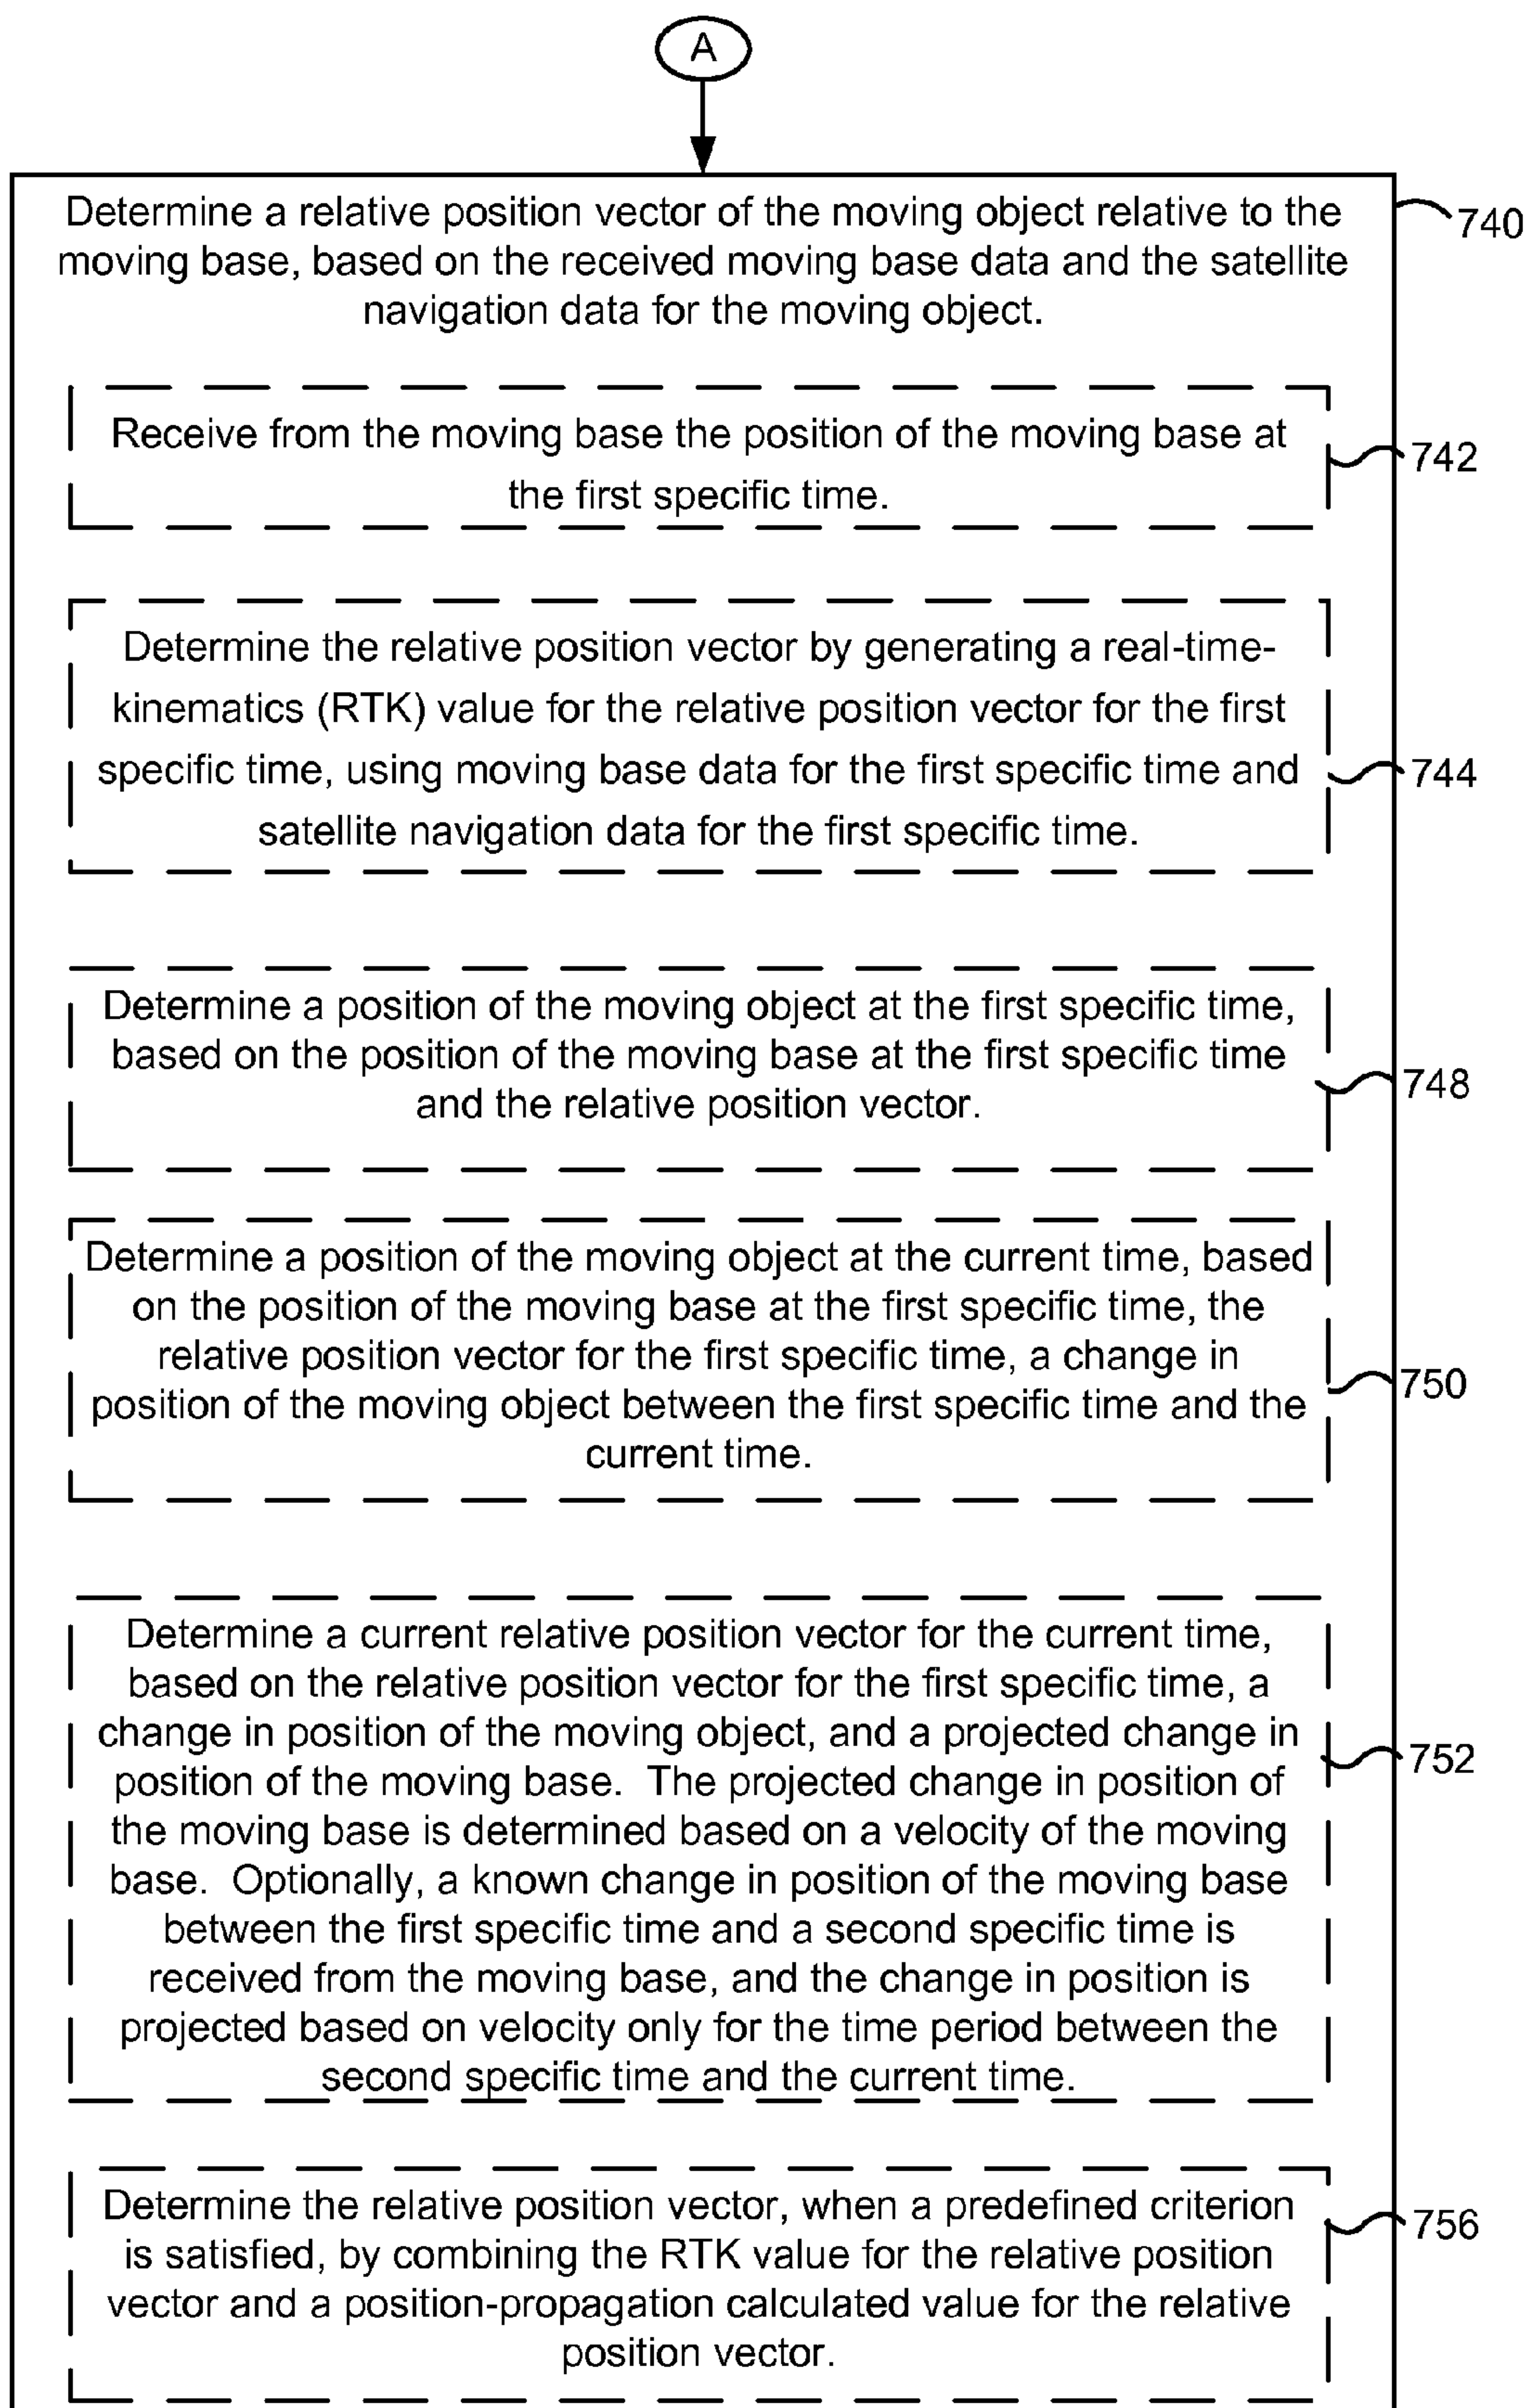 A
Determine a relative position vector of the moving object relative to the
moving base, based on the received moving base data and the satellite
navigation data for the moving object.
740
Receive from the moving base the position of the moving base at
the first specific time.
742
Determine the relative position vector by generating a real-time-
kinematics (RTK) value for the relative position vector for the first
specific time, using moving base data for the first specific time and
satellite navigation data for the first specific time.
744
Determine a position of the moving object at the first specific time,
based on the position of the moving base at the first specific time
and the relative position vector.
748
Determine a position of the moving object at the current time, based
on the position of the moving base at the first specific time, the
relative position vector for the first specific time, a change in
position of the moving object between the first specific time and the
current time.
750
Determine a current relative position vector for the current time,
based on the relative position vector for the first specific time, a
change in position of the moving object, and a projected change in
position of the moving base.  The projected change in position of
the moving base is determined based on a velocity of the moving
base.  Optionally, a known change in position of the moving base
between the first specific time and a second specific time is
received from the moving base, and the change in position is
projected based on velocity only for the time period between the
second specific time and the current time.
752
Determine the relative position vector, when a predefined criterion
is satisfied, by combining the RTK value for the relative position
vector and a position-propagation calculated value for the relative
position vector.
756